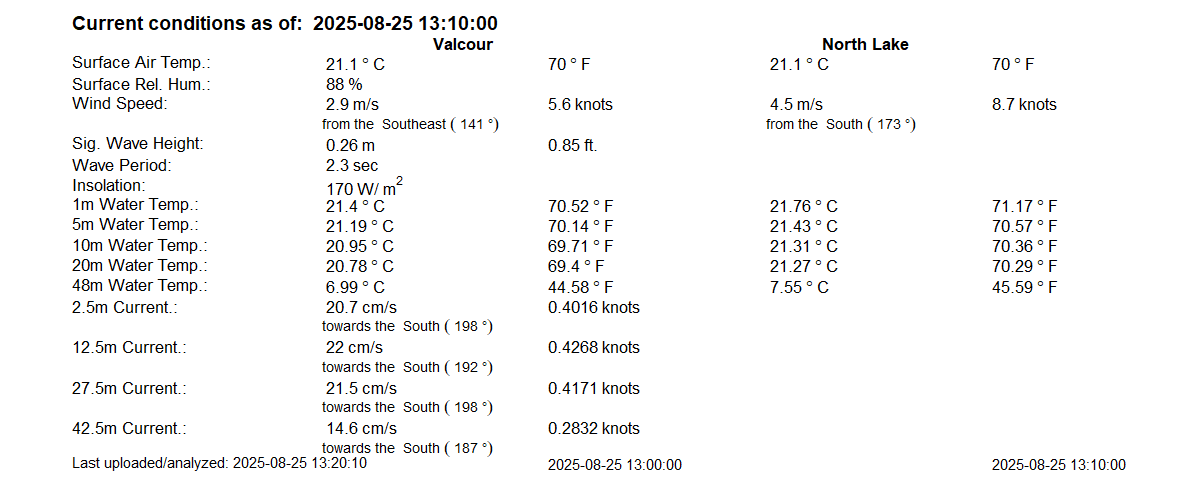 Current conditions as of: 2025-08-25 13:10:00
Valcour North Lake
Surface Air Temp.: 21.1 ° C 70 ° F 21.1 ° C 70 ° F
Surface Rel. Hum.: 88 %
Wind Speed: 2.9 m/s 5.6 knots 4.5 m/s 8.7 knots
from the Southeast ( 141 °) from the South ( 173 °)
Sig. Wave Height: 0.26 m 0.85 ft.
Wave Period: 2.3 sec
Insolation: 170 W/ m²
1m Water Temp.: 21.4 ° C 70.52 ° F 21.76 ° C 71.17 ° F
5m Water Temp.: 21.19 ° C 70.14 ° F 21.43 ° C 70.57 ° F
10m Water Temp.: 20.95 ° C 69.71 ° F 21.31 ° C 70.36 ° F
20m Water Temp.: 20.78 ° C 69.4 ° F 21.27 ° C 70.29 ° F
48m Water Temp.: 6.99 ° C 44.58 ° F 7.55 ° C 45.59 ° F
2.5m Current.: 20.7 cm/s 0.4016 knots
towards the South ( 198 °)
12.5m Current.: 22 cm/s 0.4268 knots
towards the South ( 192 °)
27.5m Current.: 21.5 cm/s 0.4171 knots
towards the South ( 198 °)
42.5m Current.: 14.6 cm/s 0.2832 knots
towards the South ( 187 °)
Last uploaded/analyzed: 2025-08-25 13:20:10 2025-08-25 13:00:00 2025-08-25 13:10:00